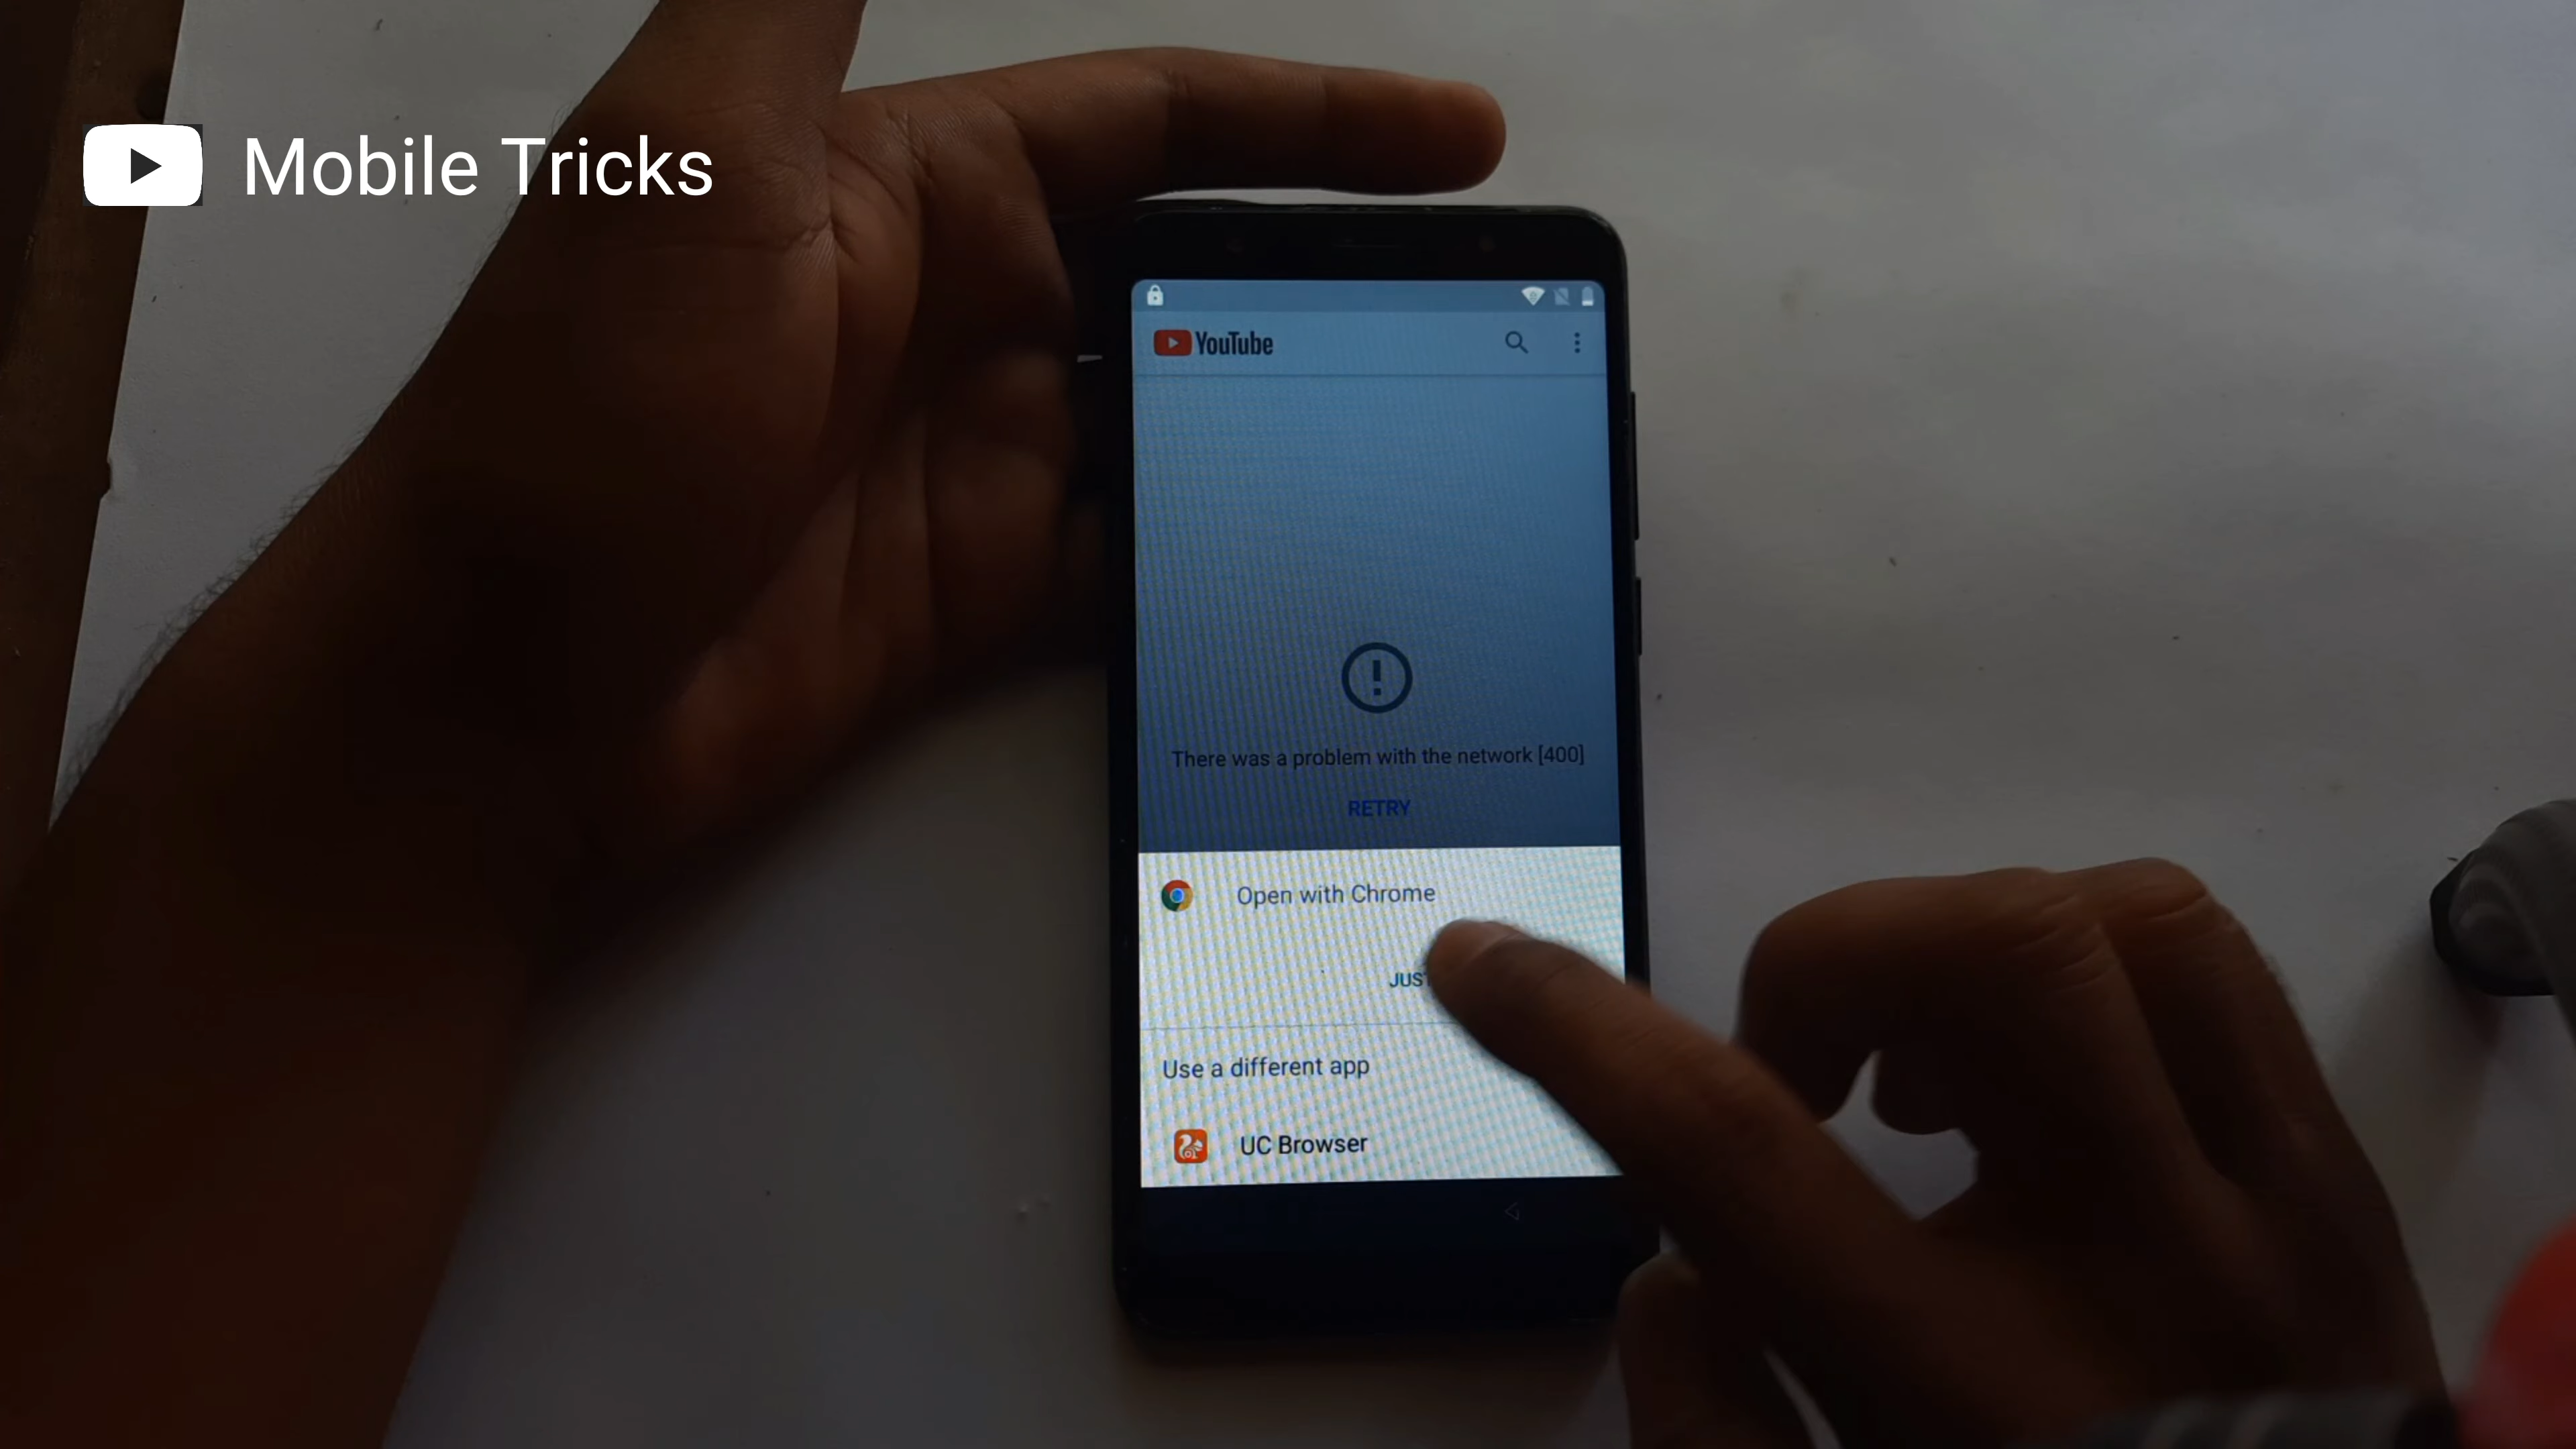 Mobile Tricks
YouTube
There was a problem with the network [400]
RETRY
Open with Chrome
Use a different app
UC Browser